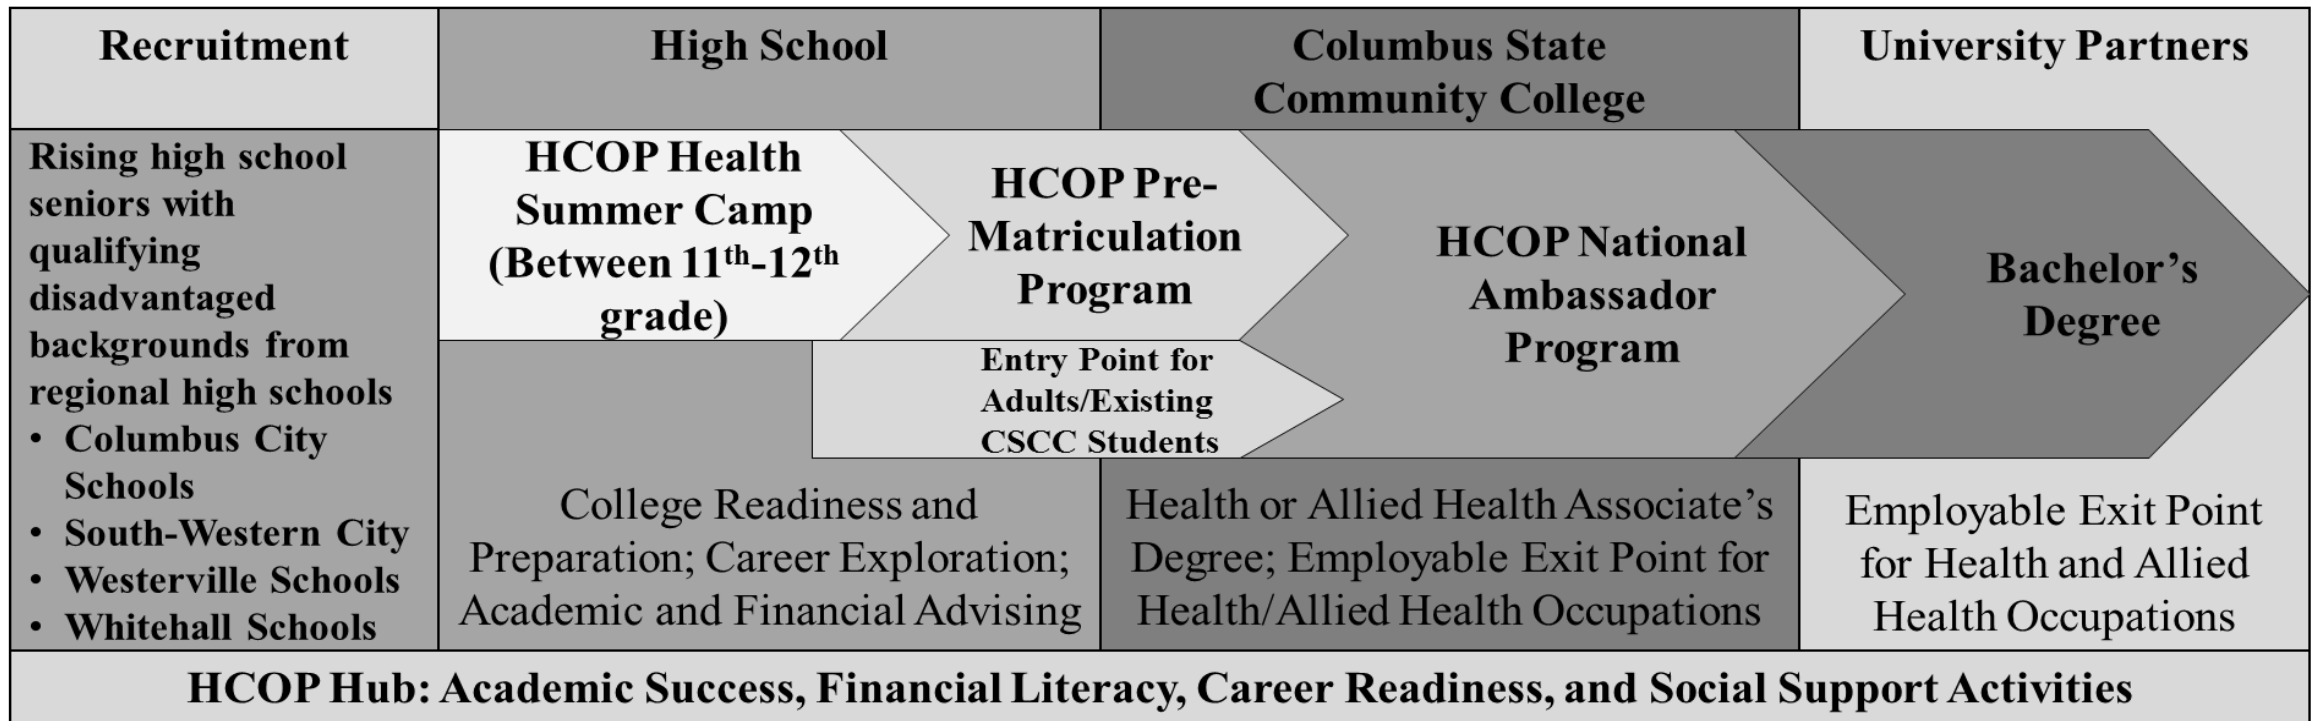 Recruitment
High School
Columbus State
Community College
University Partners
Rising high school
seniors with
qualifying
disadvantaged
backgrounds from
regional high schools
• Columbus City
Schools
• South-Western City
• Westerville Schools
• Whitehall Schools
HCOP Health
Summer Camp
(Between 11th-12th
grade)
HCOP Pre-
Matriculation
Program
Entry Point for
Adults/Existing
CSCC Students
HCOP National
Ambassador
Program
Bachelor’s
Degree
College Readiness and
Preparation; Career Exploration;
Academic and Financial Advising
Health or Allied Health Associate’s
Degree; Employable Exit Point for
Health/Allied Health Occupations
Employable Exit Point
for Health and Allied
Health Occupations
HCOP Hub: Academic Success, Financial Literacy, Career Readiness, and Social Support Activities